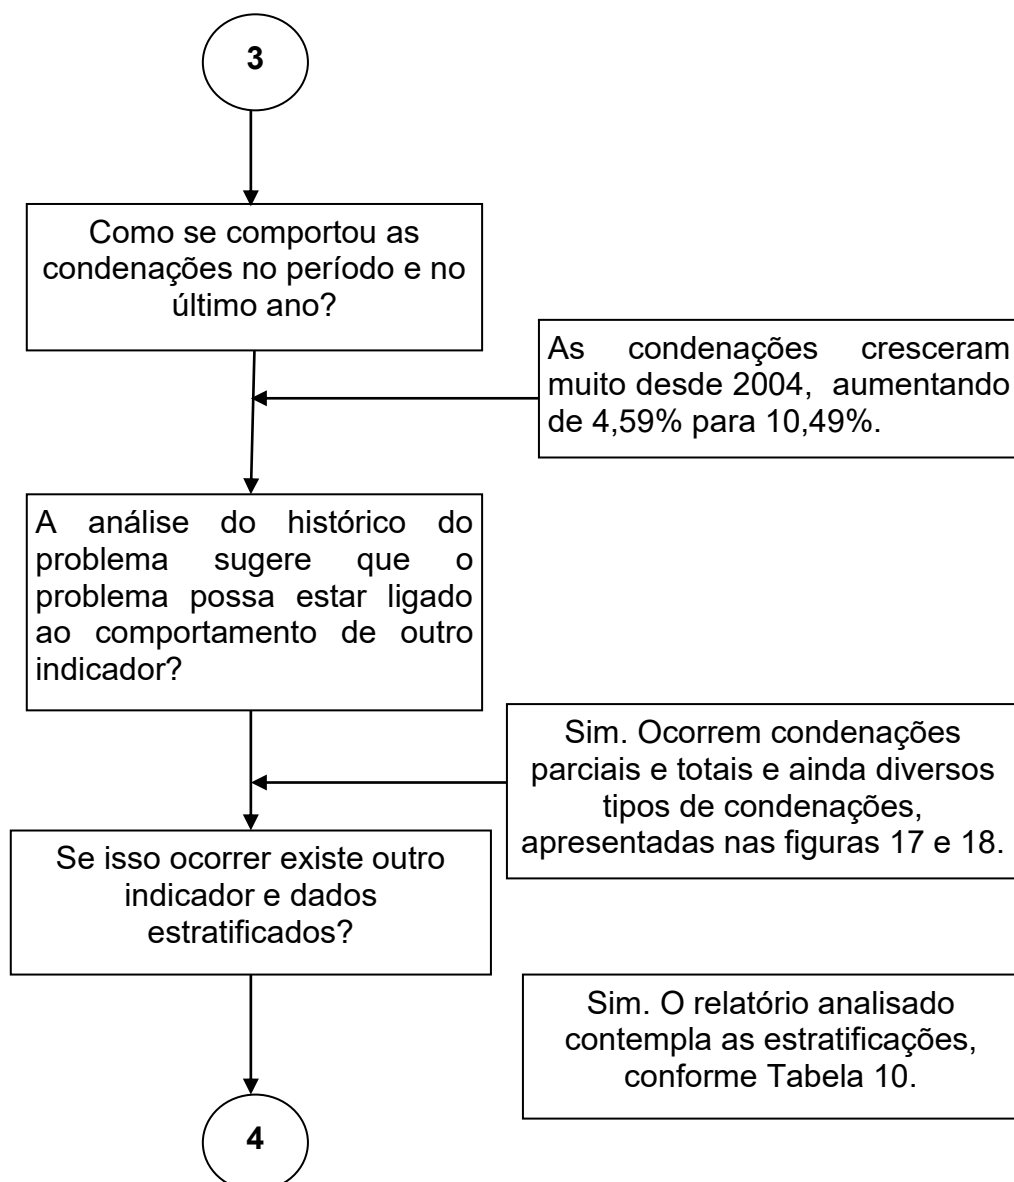 3
Como se comportou as
condenações no período e no
último ano?
As condenações cresceram
muito desde 2004, aumentando
de 4,59% para 10,49%.
A análise do histórico do
problema sugere que o
problema possa estar ligado
ao comportamento de outro
indicador?
Sim. Ocorrem condenações
parciais e totais e ainda diversos
tipos de condenações,
apresentadas nas figuras 17 e 18.
Se isso ocorrer existe outro
indicador e dados
estratificados?
Sim. O relatório analisado
contempla as estratificações,
conforme Tabela 10.
4